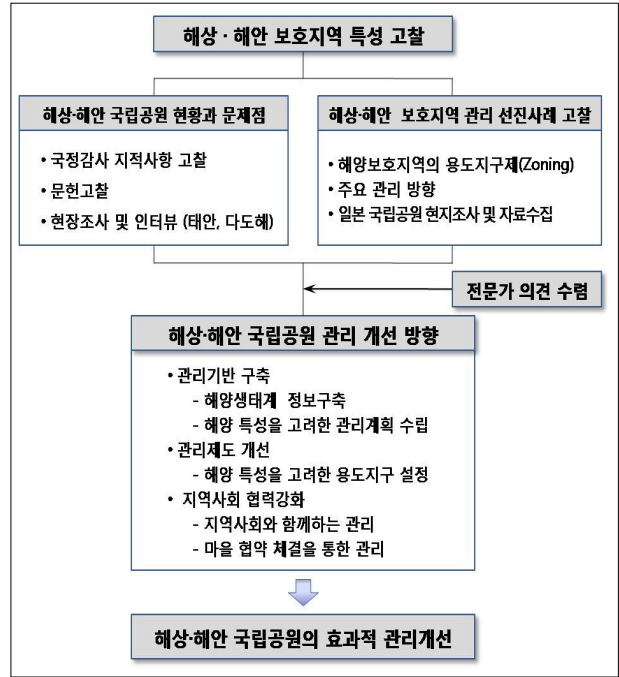 해상·해안 보호지역 특성 고찰
해상·해안 국립공원 현황과 문제점
• 국정감사 지적사항 고찰
• 문헌고찰
• 현장조사 및 인터뷰 (태안, 다도혜)
해상·해안 보호지역 관리 선진사례 고찰
• 해양보호지역의 용도지구제(Zoning)
• 주요 관리 방향
• 일본 국립공원 현지조사 및 자료수집
전문가 의견 수렴
해상·해안 국립공원 관리 개선 방향
• 관리기반 구축
- 해양생태계 정보구축
- 해양 특성을 고려한 관리계획 수립
• 관리제도 개선
- 해양 특성을 고려한 용도지구 설정
• 지역사회 협력강화
- 지역사회와 함께하는 관리
- 마을 협약 체결을 통한 관리
해상·해안 국립공원의 효과적 관리개선